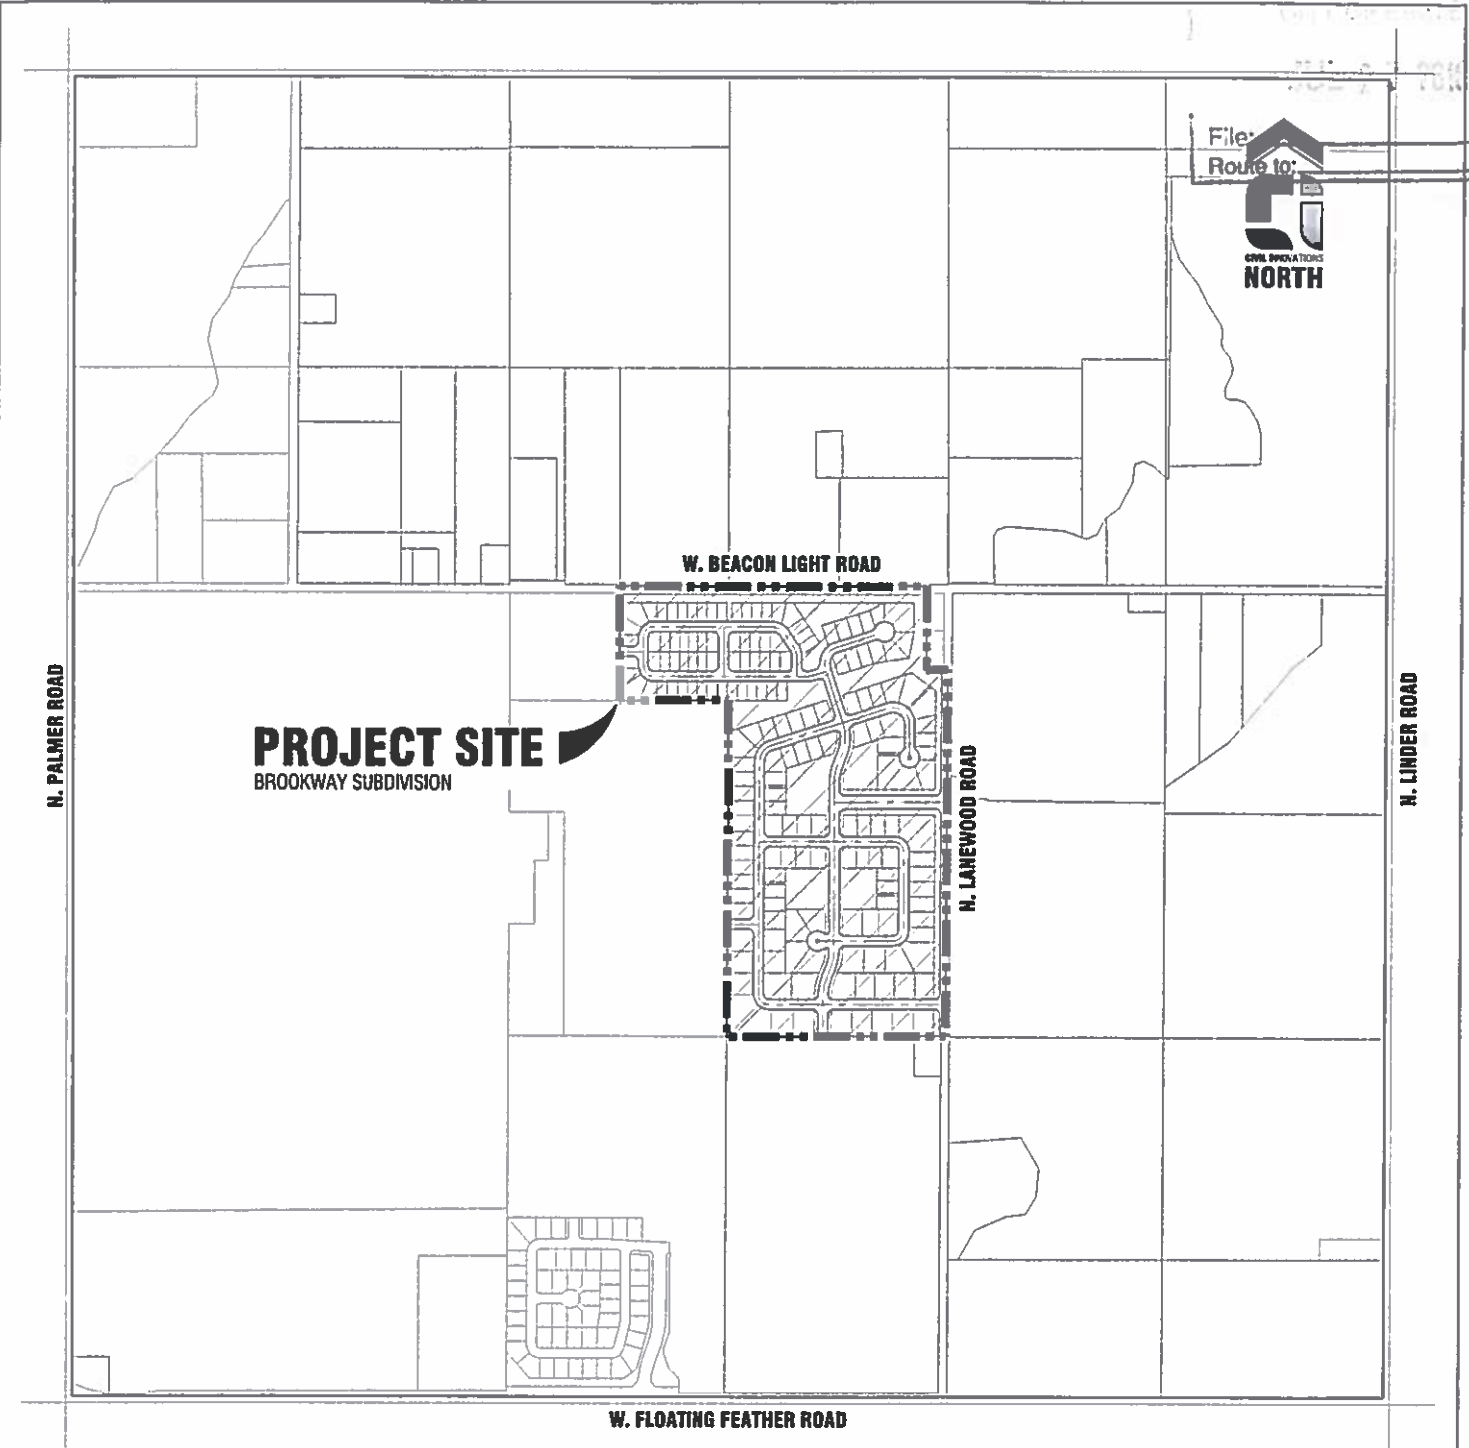 File:
Route to:
CIVIL INNOVATIONS
NORTH
W. BEACON LIGHT ROAD
N. PALMER ROAD
PROJECT SITE
BROOKWAY SUBDIVISION
N. LANEWOOD ROAD
N. LINDER ROAD
W. FLOATING FEATHER ROAD